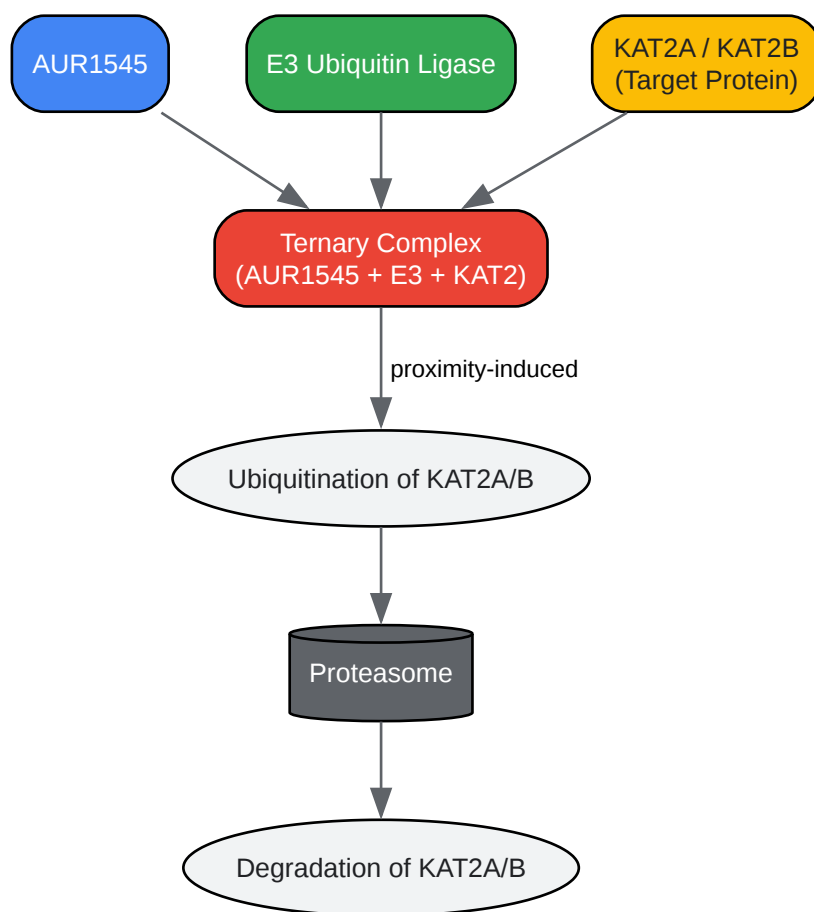 AUR1545
E3 Ubiquitin Ligase
KAT2A / KAT2B
(Target Protein)
Ternary Complex
(AUR1545 + E3 + KAT2)
proximity-induced
Ubiquitination of KAT2A/B
Proteasome
Degradation of KAT2A/B